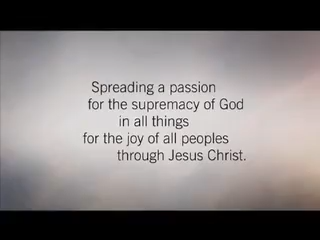 Spreading a passion
for the supremacy of God
in all things
for the joy of all peoples
through Jesus Christ.